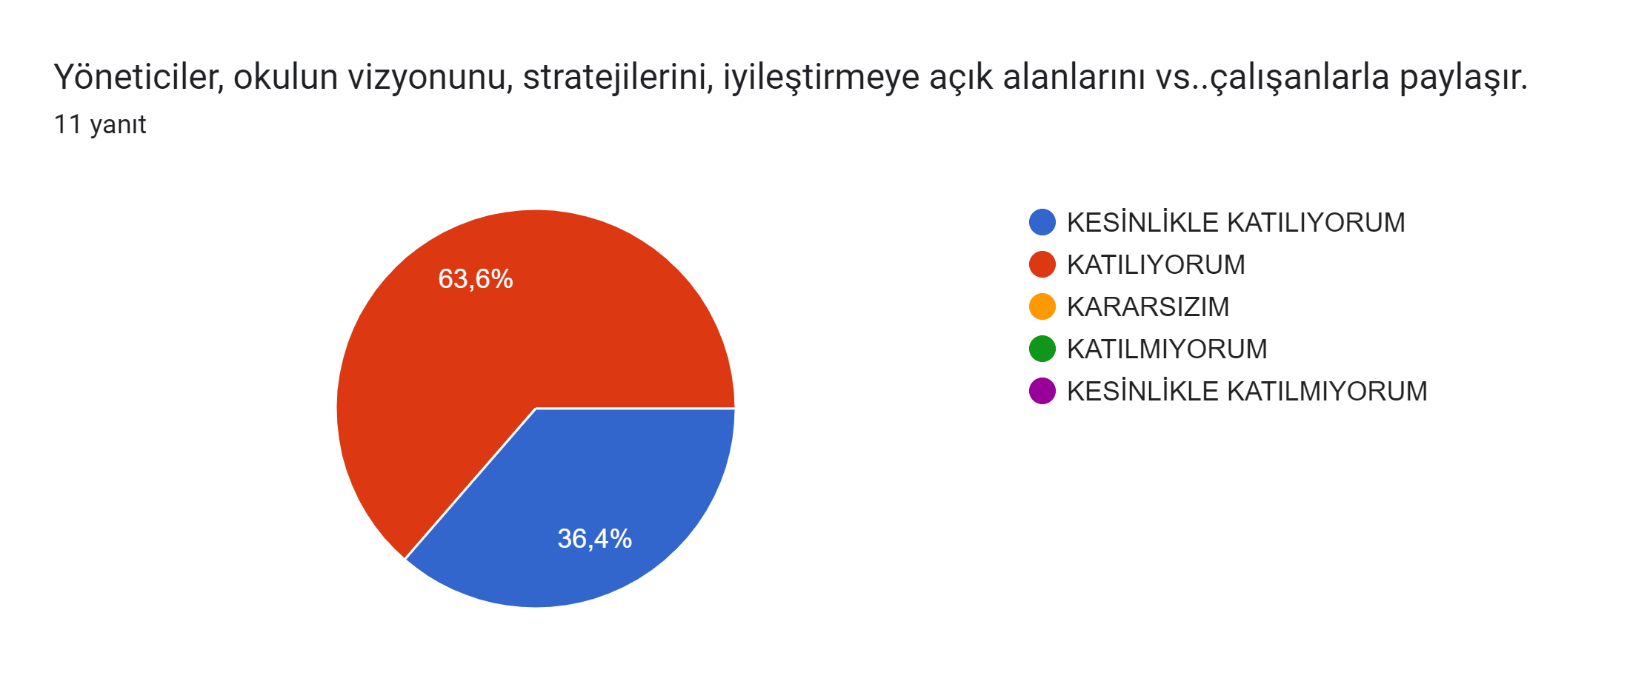 Yöneticiler, okulun vizyonunu, stratejilerini, iyileştirmeye açık alanlarını vs..çalışanlarla paylaşır.
11 yanıt
63,6%
36,4%
KESİNLİKLE KATILIYORUM
KATILIYORUM
KARARSIZIM
KATILMIYORUM
KESİNLİKLE KATILMIYORUM